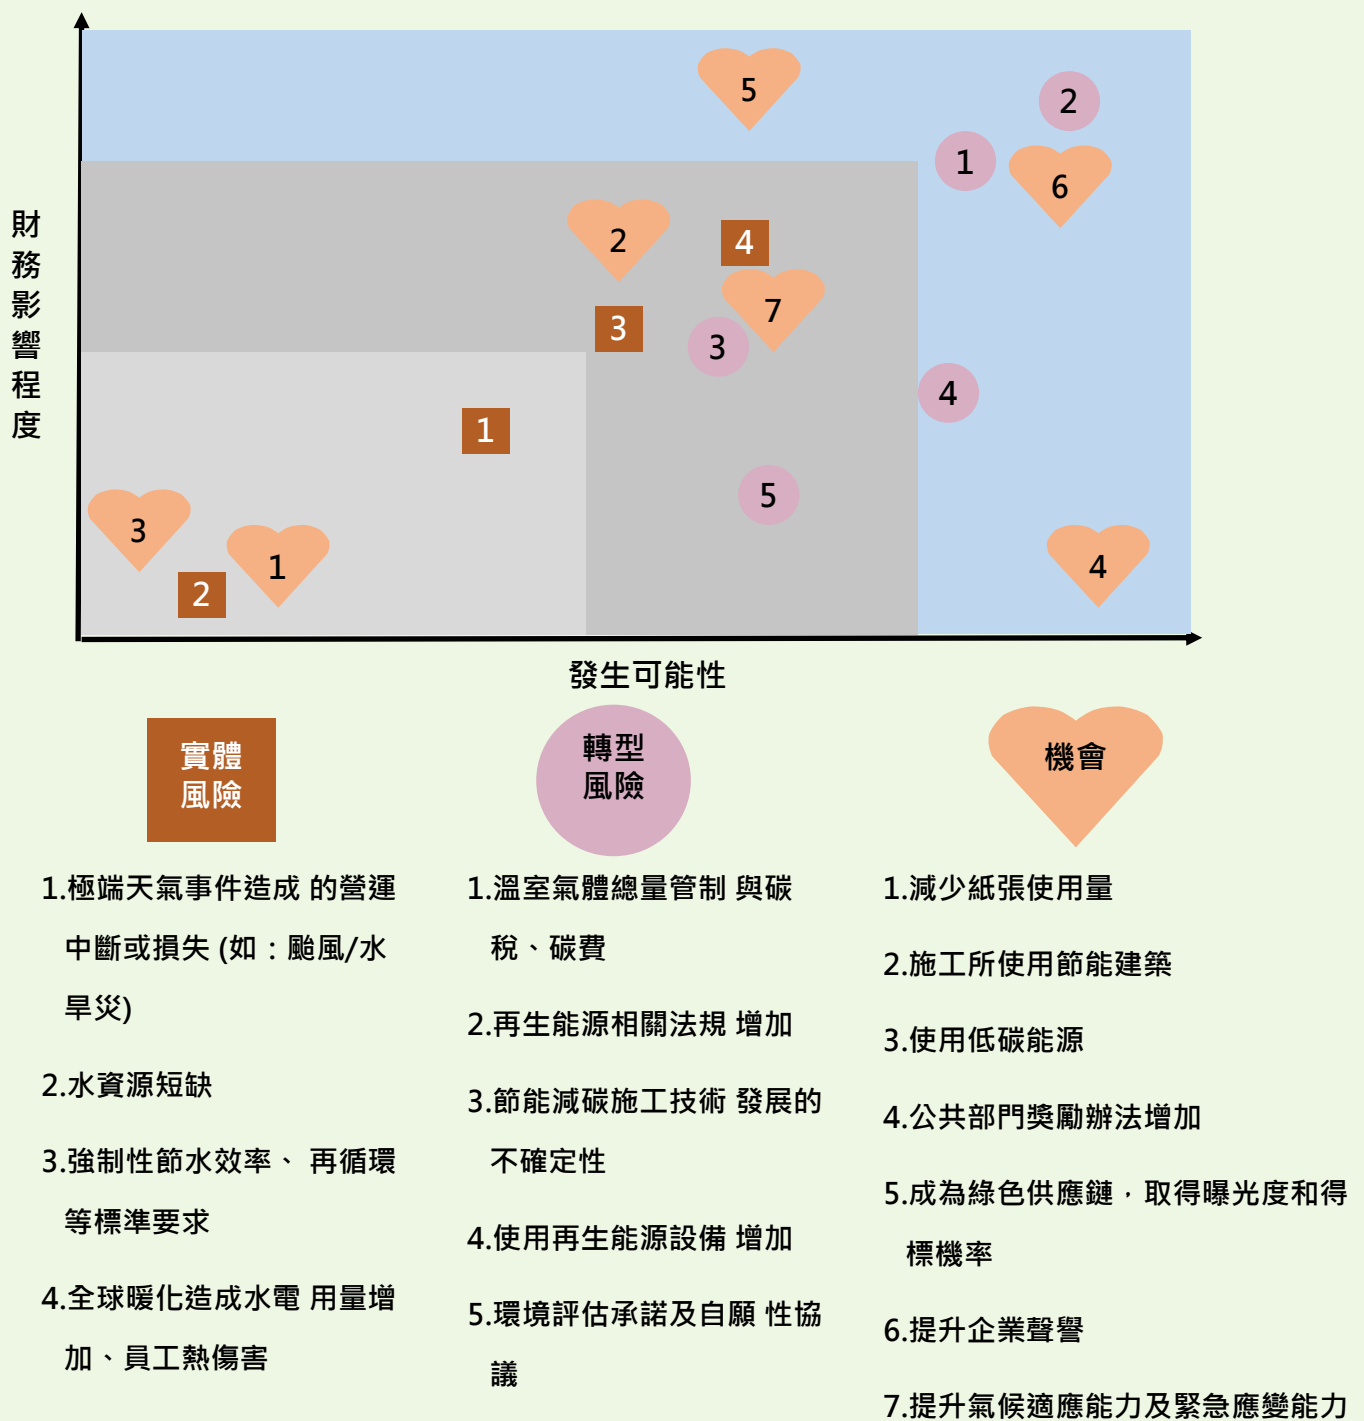 財務影響程度
5
2
1
6
2
4
7
3
3
4
1
5
3
1
2
4
發生可能性
實體
風險
轉型
風險
機會
1.極端天氣事件造成 的營運
中斷或損失 (如：颱風/水
旱災)
2.水資源短缺
3.強制性節水效率、 再循環
等標準要求
4.全球暖化造成水電 用量增
加、員工熱傷害
1.溫室氣體總量管制 與碳
稅、碳費
2.再生能源相關法規 增加
3.節能減碳施工技術 發展的
不確定性
4.使用再生能源設備 增加
5.環境評估承諾及自願 性協
議
1.減少紙張使用量
2.施工所使用節能建築
3.使用低碳能源
4.公共部門獎勵辦法增加
5.成為綠色供應鏈，取得曝光度和得
標機率
6.提升企業聲譽
7.提升氣候適應能力及緊急應變能力